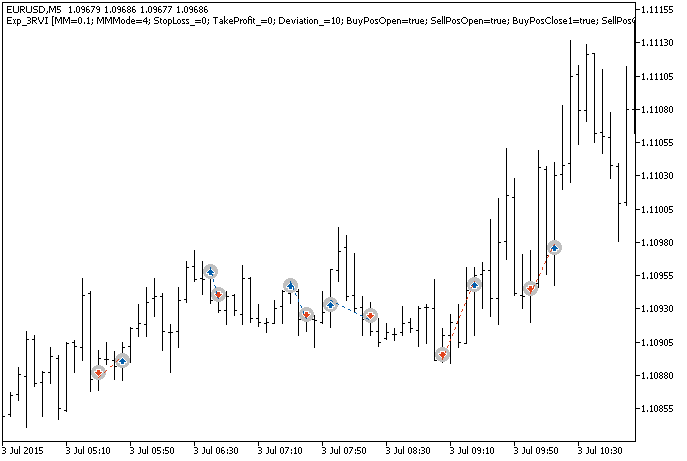 EURUSD,M5 1.09679 1.09686 1.09677 1.09686
Exp_3RVI [MM=0.1; MMMode=4; StopLoss_=0; TakeProfit_=0; Deviation_=10; BuyPosOpen=true; SellPosOpen=true; BuyPosClose1=true; SellPos
1.11155
1.11130
1.11105
1.11080
1.11055
1.11030
1.11005
1.10980
1.10955
1.10930
1.10905
1.10880
1.10855
3 Jul 2015
3 Jul 05:10
3 Jul 05:50
3 Jul 06:30
3 Jul 07:10
3 Jul 07:50
3 Jul 08:30
3 Jul 09:10
3 Jul 09:50
3 Jul 10:30